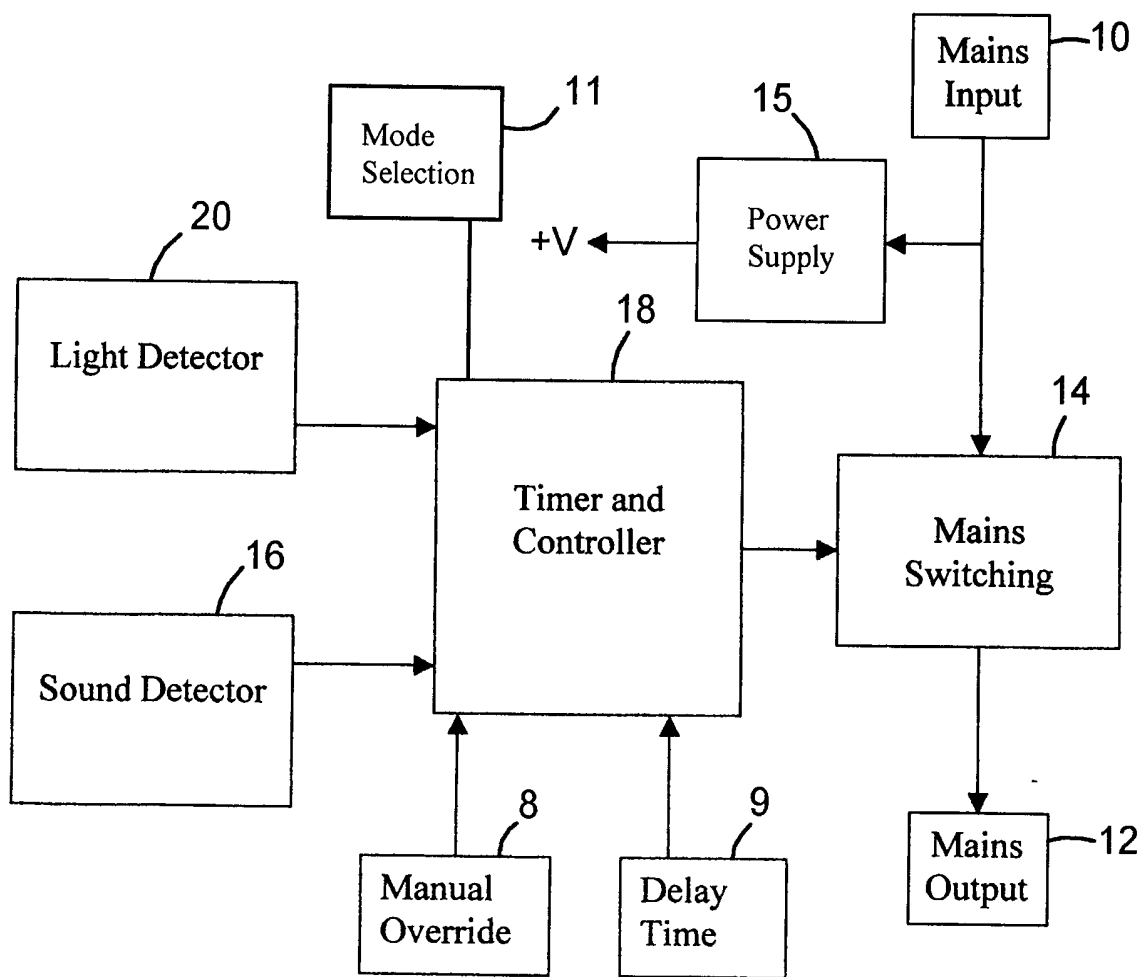 10
Mains
Input
11
15
Mode
Selection
20
Power
Supply
+V
18
Light Detector
14
Timer and
Controller
Mains
Switching
16
Sound Detector
8
9
12
Manual
Override
Delay
Time
Mains
Output